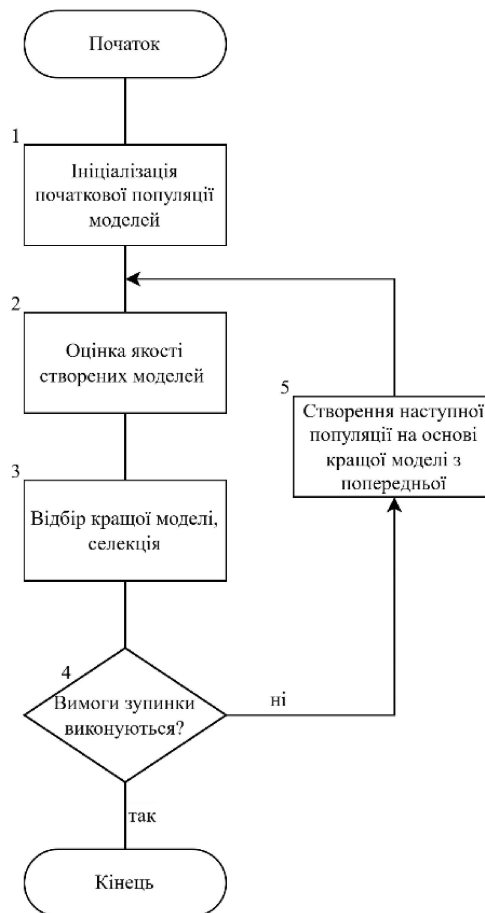 Початок
1
Ініціалізація
початкової популяції
моделей
2
Оцінка якості
створених моделей
3
Відбір кращої моделі,
селекція
4
Вимоги зупинки
виконуються?
ні
5
Створення наступної
популяції на основі
кращої моделі з
попередньої
так
Кінець